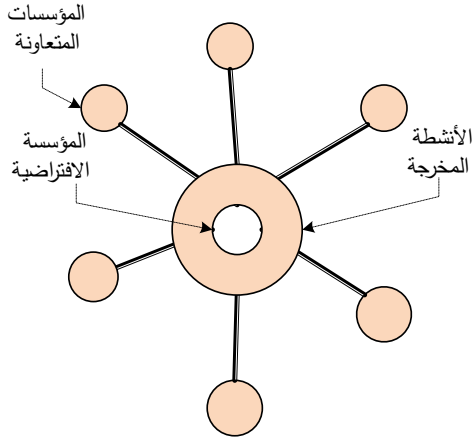 المؤسسات
المتعاونة
الأنشطة
المخرجة
المؤسسة
الافتراضية